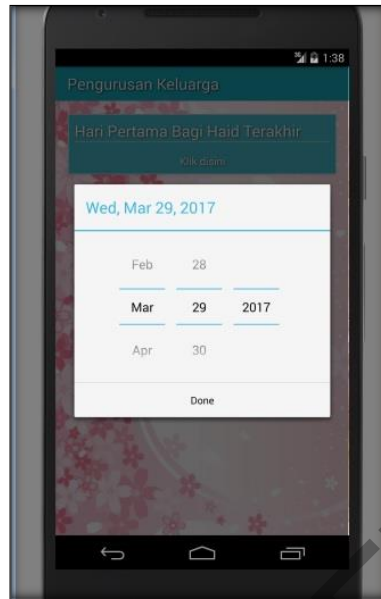 1:38
Pengurusan Keluarga
Hari Pertama Bagi Haid Terakhir
Klik disini
Wed, Mar 29, 2017
Feb 28
Mar 29 2017
Apr 30
Done